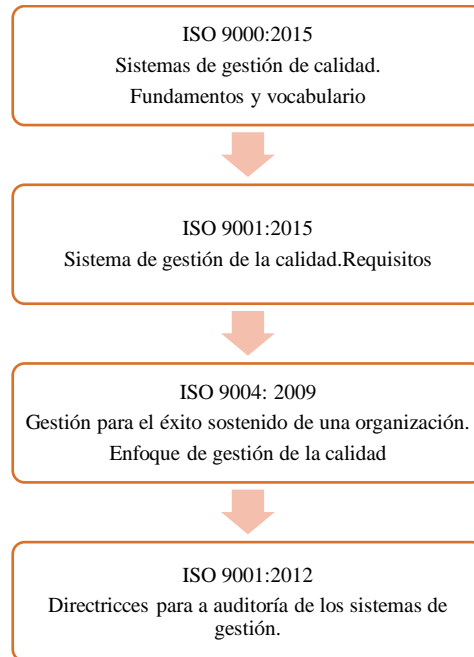 ISO 9000:2015
Sistemas de gestión de calidad.
Fundamentos y vocabulario
ISO 9001:2015
Sistema de gestión de la calidad.Requisitos
ISO 9004: 2009
Gestión para el éxito sostenido de una organización.
Enfoque de gestión de la calidad
ISO 9001:2012
Directricces para a auditoría de los sistemas de
gestión.